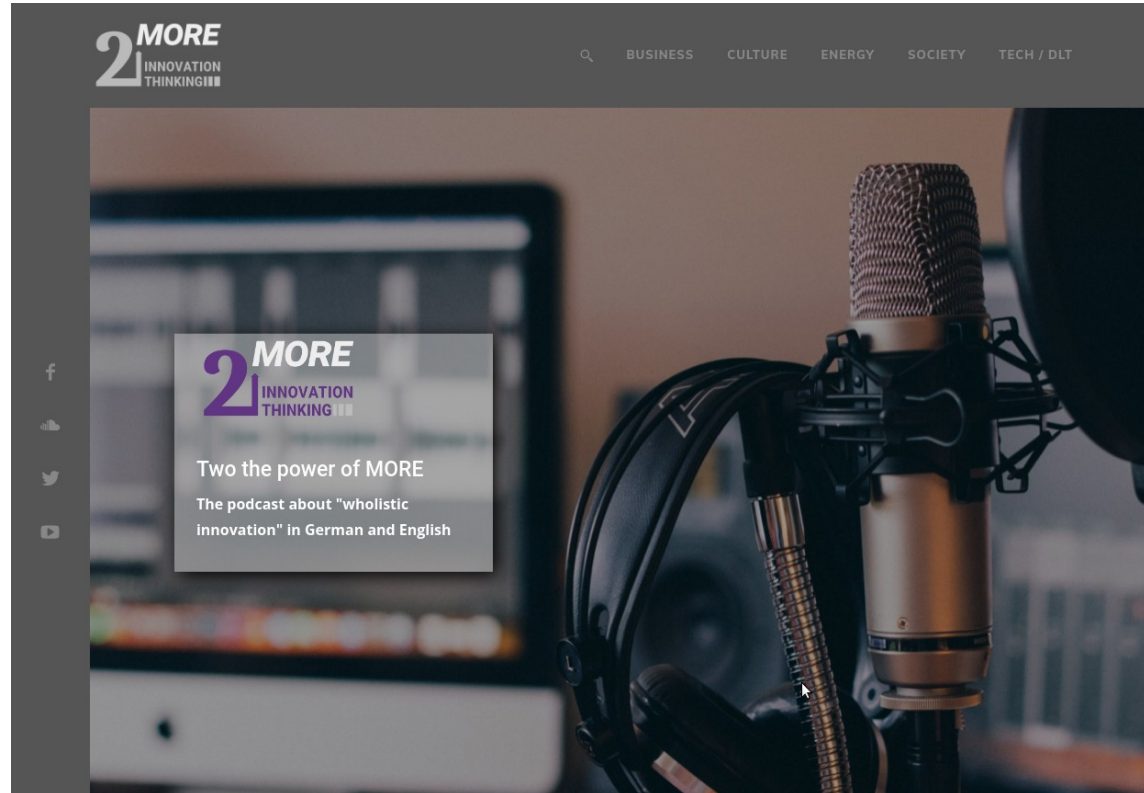 2 MORE
INNOVATION
THINKING
BUSINESS CULTURE ENERGY SOCIETY TECH / DLT
2 MORE
INNOVATION
THINKING
Two the power of MORE
The podcast about "wholistic
innovation" in German and English
L